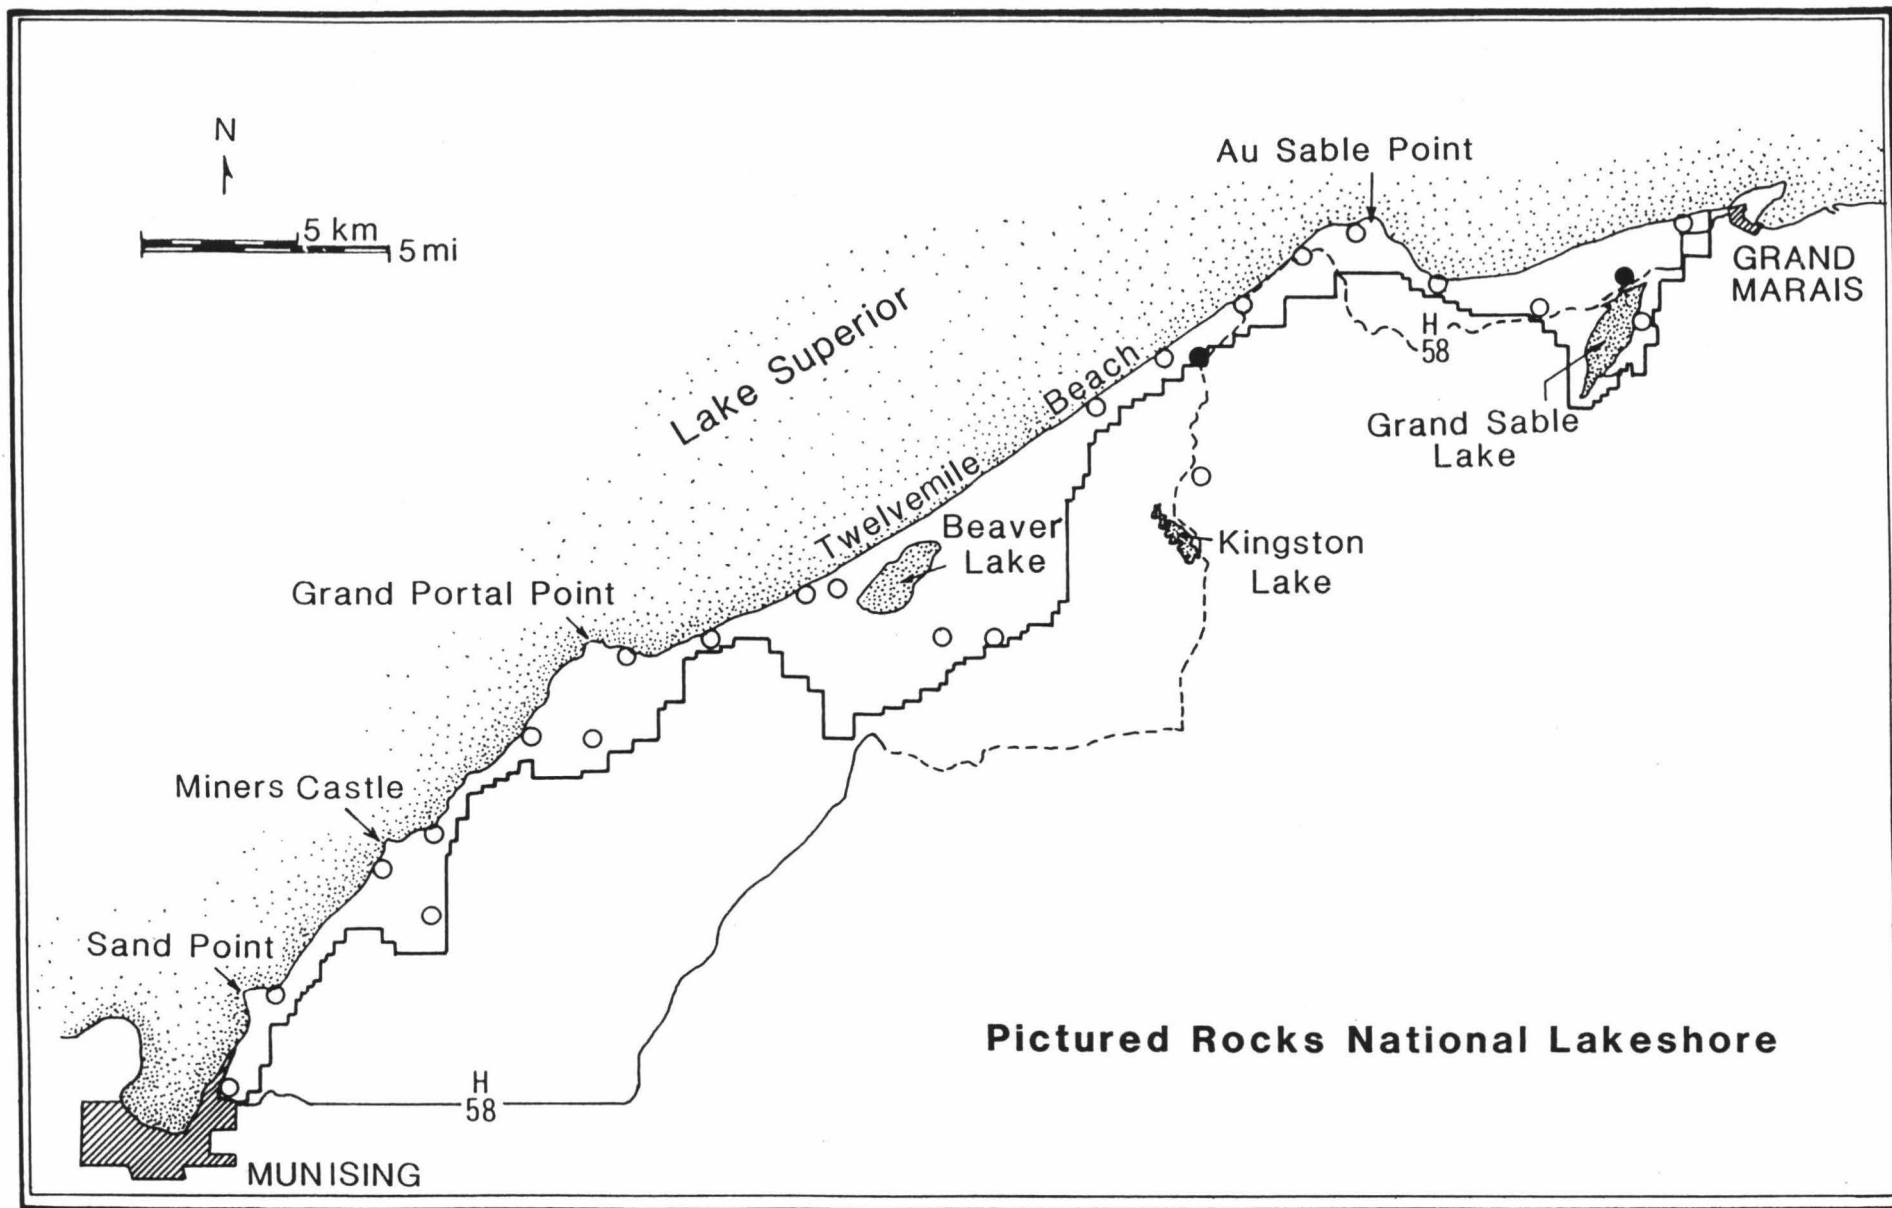 N
5 km
5 mi
Au Sable Point
GRAND
MARAIS
H
58
Grand Sable
Lake
Lake Superior
Twelvemile Beach
Beaver
Lake
Kingston
Lake
Grand Portal Point
Miners Castle
Sand Point
Pictured Rocks National Lakeshore
H
58
MUNISING